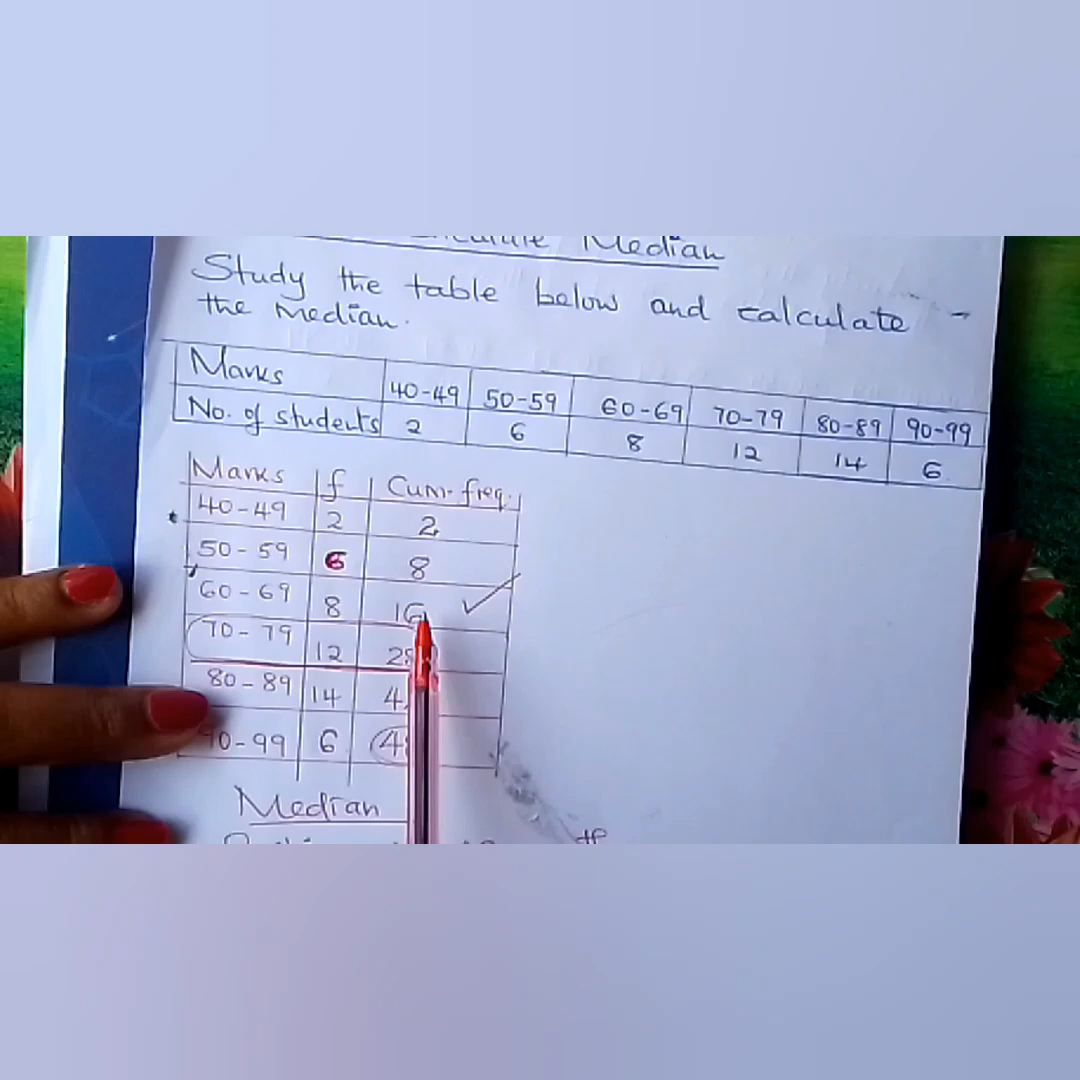 Median
Study the table below and calculate
the Median.
Marks 40-49 50-59 60-69 70-79 80-89 90-99
No. of students 2 6 8 12 14 6
Marks f Cum. freq.
40-49 2 2
50-59 6 8
60-69 8 16
70-79 12
80-89 14
6
Median